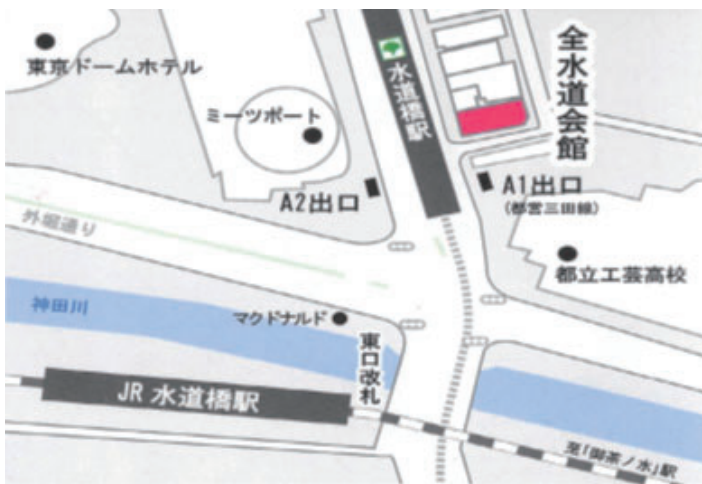 東京ドームホテル
ミーツポート
水道橋駅
全水道会館
A2出口
A1出口
(都営三田線)
都立工芸高校
外堀通り
神田川
マクドナルド
東口改札
JR 水道橋駅
至「御茶ノ水」駅